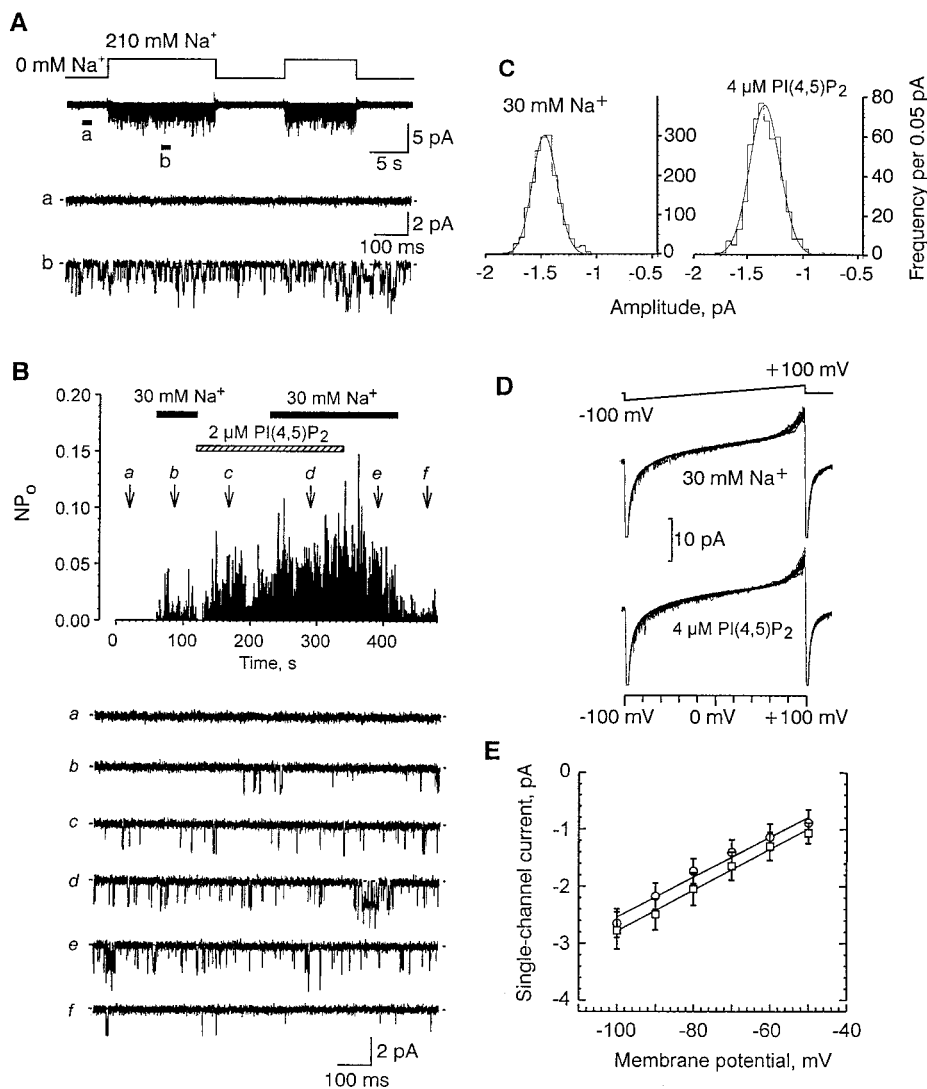 A
210 mM Na⁺
0 mM Na⁺
a
b
5 pA
5 s
a
2 pA
100 ms
b
B
0.20
0.15
0.10
0.05
0.00
NPₒ
30 mM Na⁺
30 mM Na⁺
2 µM PI(4,5)P₂
a b c d e f
0 100 200 300 400
Time, s
a
b
c
d
e
f
2 pA
100 ms
C
30 mM Na⁺
4 µM PI(4,5)P₂
300
200
100
0
80
60
40
20
0
Frequency per 0.05 pA
-2 -1.5 -1 -0.5
-2 -1.5 -1 -0.5
Amplitude, pA
D
+100 mV
-100 mV
30 mM Na⁺
10 pA
4 µM PI(4,5)P₂
-100 mV 0 mV +100 mV
E
0
-1
-2
-3
-4
Single-channel current, pA
-100 -80 -60 -40
Membrane potential, mV